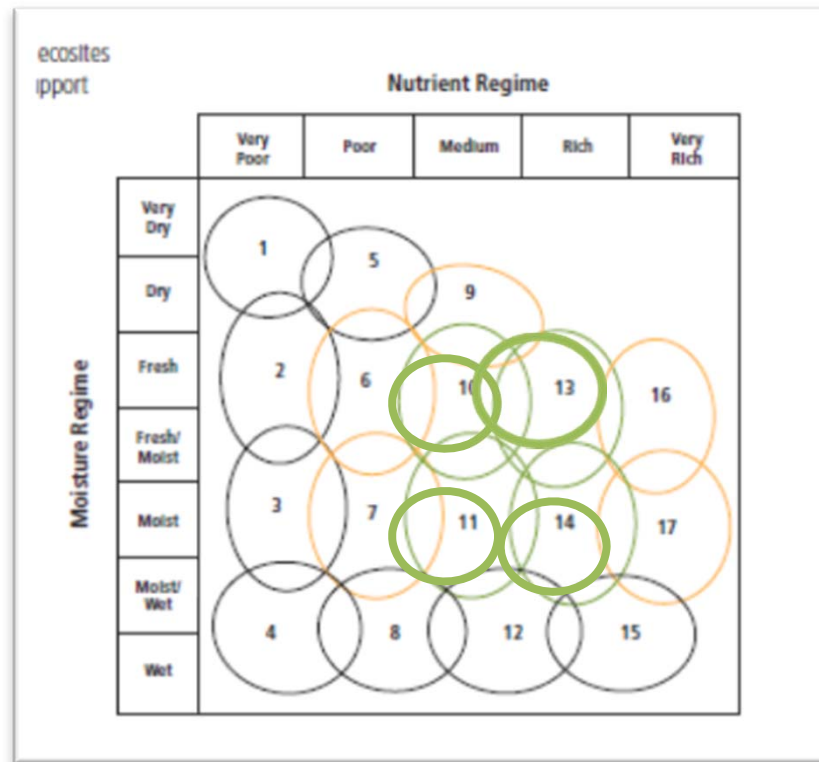 ecosites
pport
Nutrient Regime
Very Poor
Poor
Medium
Rich
Very Rich
Moisture Regime
Very Dry
Dry
Fresh
Fresh/ Moist
Moist
Moist/ Wet
Wet
1
5
9
2
6
10
13
16
3
7
11
14
17
4
8
12
15